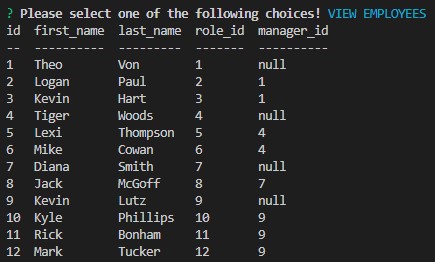 ? Please select one of the following choices! VIEW EMPLOYEES
id  first_name  last_name  role_id  manager_id
--  ----------  ---------  -------  ----------
1   Theo        Von        1        null
2   Logan       Paul       2        1
3   Kevin       Hart       3        1
4   Tiger       Woods      4        null
5   Lexi        Thompson   5        4
6   Mike        Cowan      6        4
7   Diana       Smith      7        null
8   Jack        McGoff     8        7
9   Kevin       Lutz       9        null
10  Kyle        Phillips   10       9
11  Rick        Bonham     11       9
12  Mark        Tucker     12       9